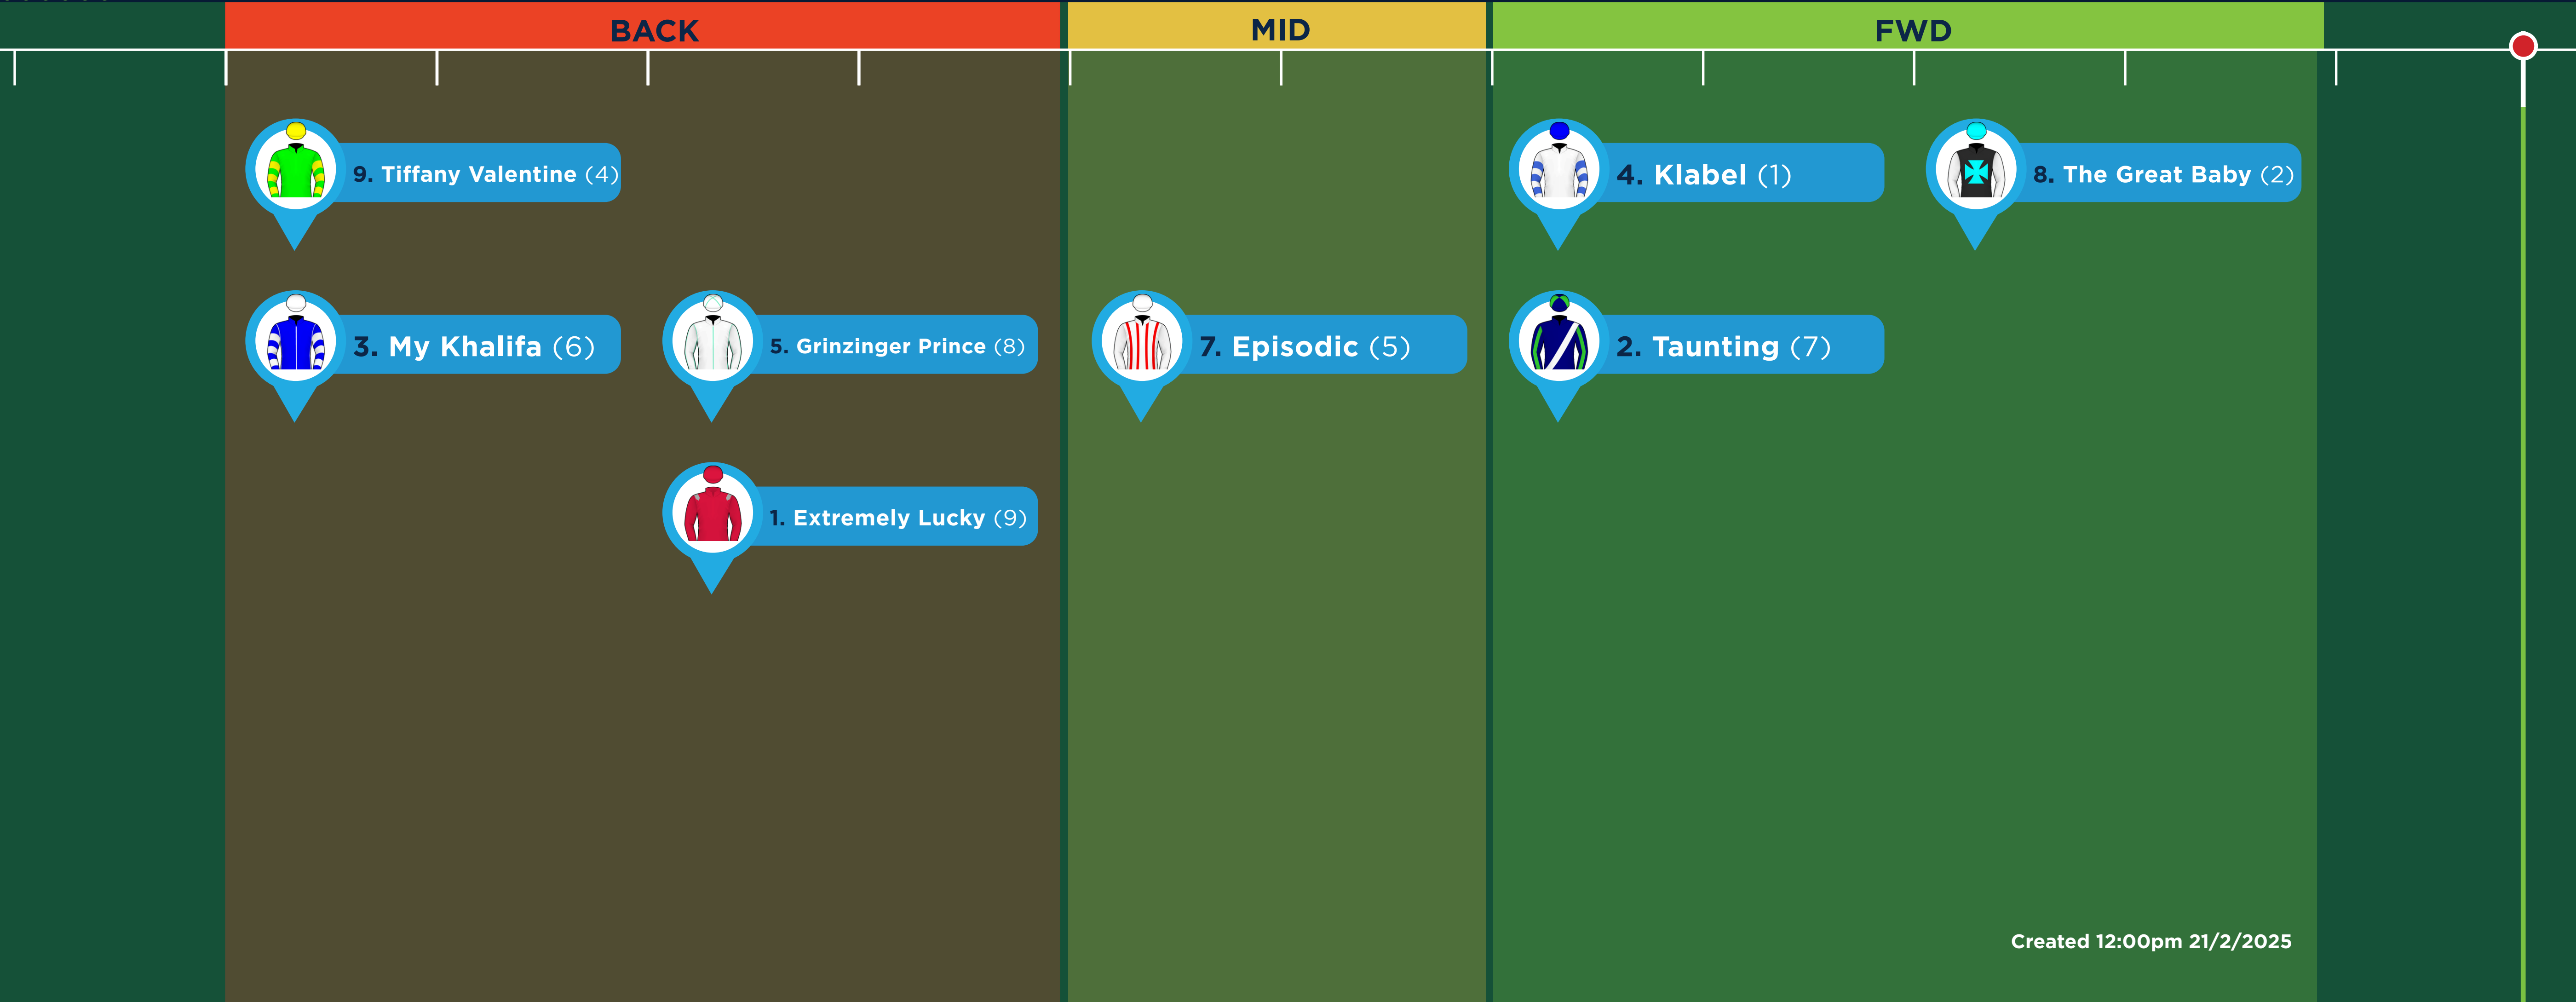 BACK MID FWD
9. Tiffany Valentine (4) 4. Klabel (1) 8. The Great Baby (2)
3. My Khalifa (6) 5. Grinzinger Prince (8) 7. Episodic (5) 2. Taunting (7)
1. Extremely Lucky (9)
Created 12:00pm 21/2/2025